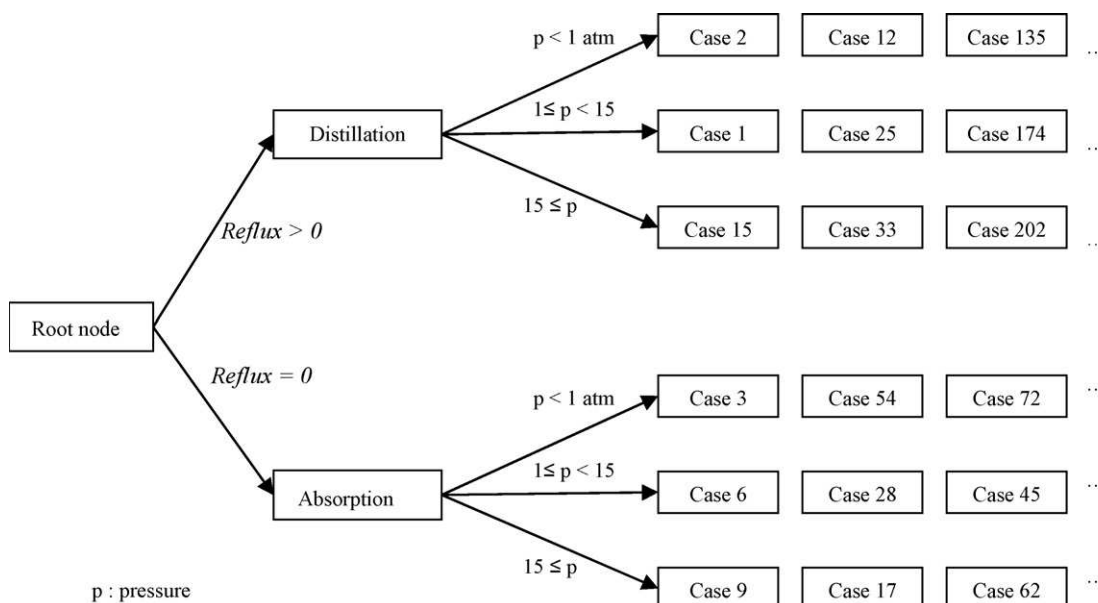 p < 1 atm
Case 2
Case 12
Case 135
..
Distillation
1≤ p < 15
Case 1
Case 25
Case 174
..
15 ≤ p
Case 15
Case 33
Case 202
..
Reflux > 0
Root node
Reflux = 0
p < 1 atm
Case 3
Case 54
Case 72
..
Absorption
1≤ p < 15
Case 6
Case 28
Case 45
..
15 ≤ p
Case 9
Case 17
Case 62
..
p : pressure